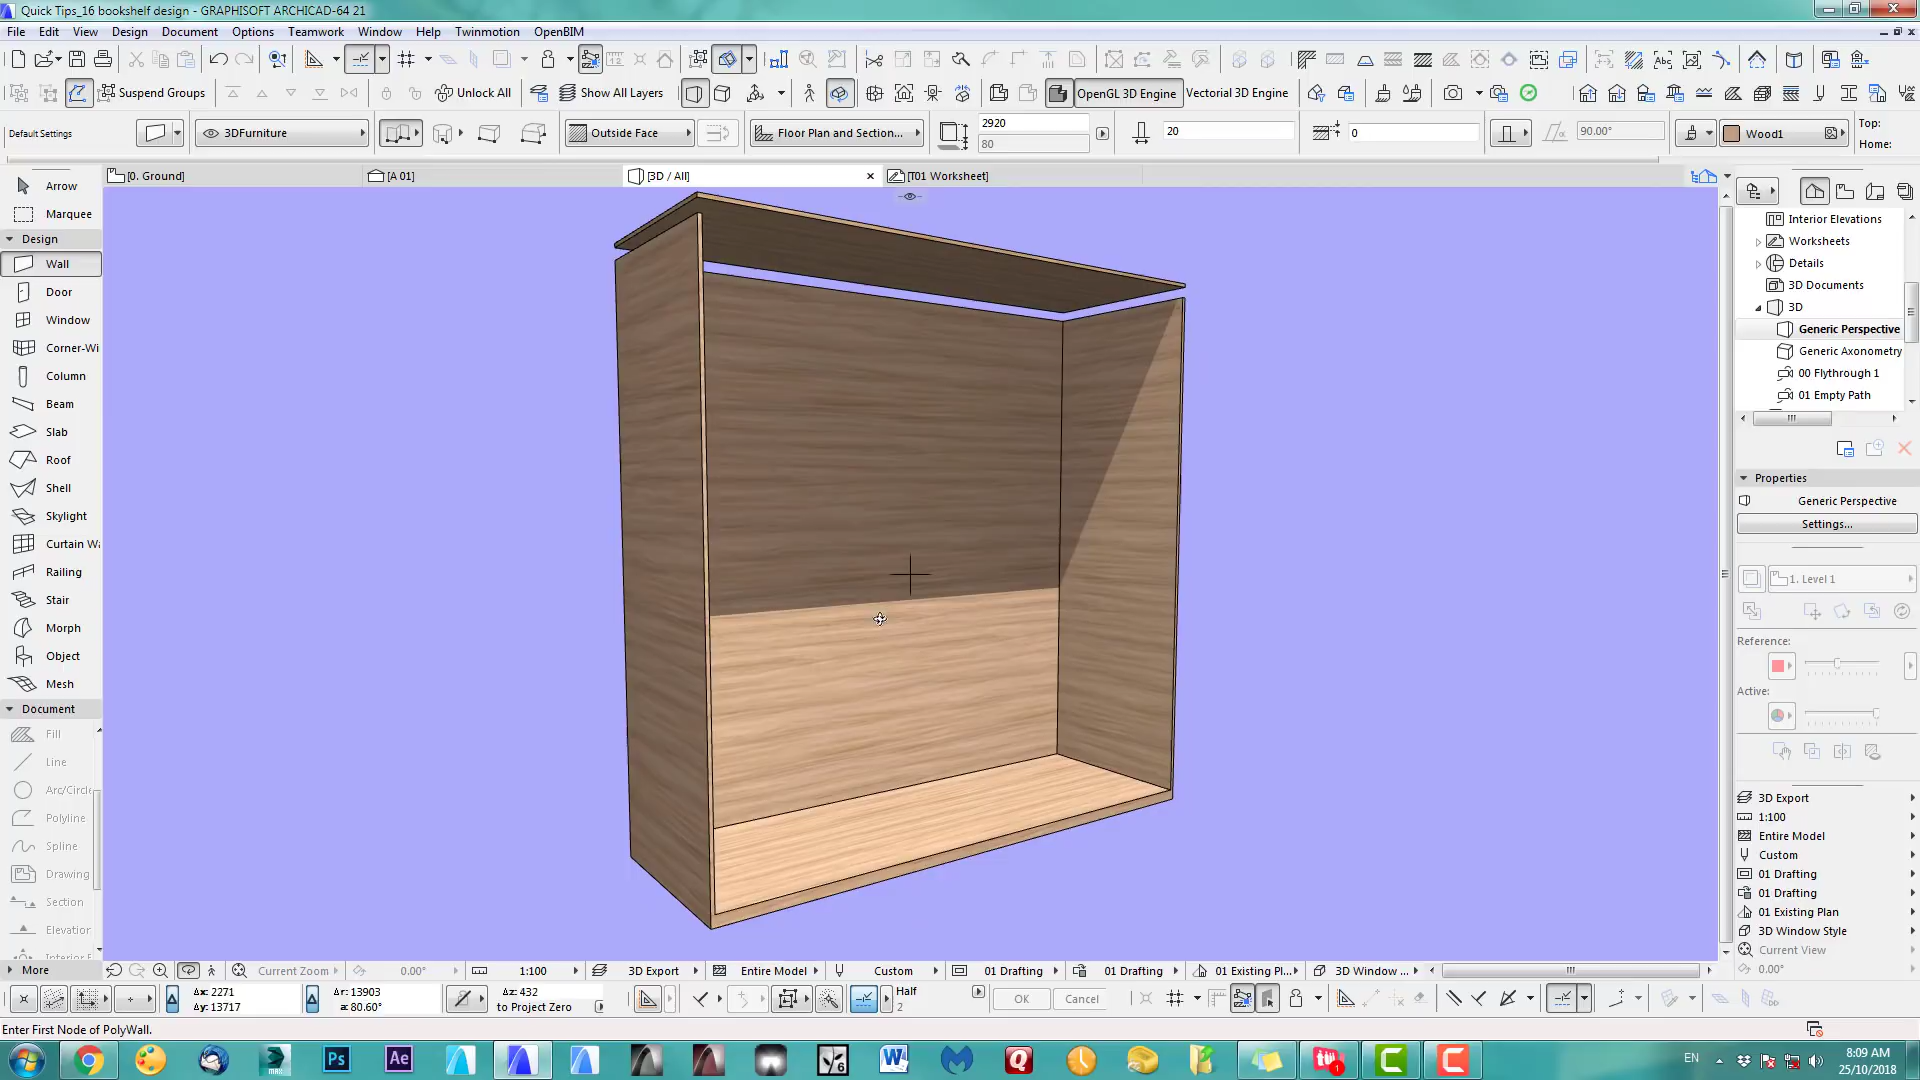 Quick Tips_16 bookshelf design - GRAPHISOFT ARCHICAD-64 21
File Edit View Design Document Options Teamwork Window Help Twinmotion OpenBIM
Suspend Groups Unlock All Show All Layers OpenGL 3D Engine Vectorial 3D Engine
Default Settings 3DFurniture Outside Face Floor Plan and Section... 2920 80 20 0 90.00° Wood1 Top: Home:
[0. Ground] [A 01] [3D / All] [T01 Worksheet]
Arrow
Marquee
Design
Wall
Door
Window
Corner-Wi
Column
Beam
Slab
Roof
Shell
Skylight
Curtain Wa
Railing
Stair
Morph
Object
Mesh
Document
Fill
Line
Arc/Circle
Polyline
Spline
Drawing
Section
Elevation
More
Interior Elevations
Worksheets
Details
3D Documents
3D
Generic Perspective
Generic Axonometry
00 Flythrough 1
01 Empty Path
Properties
Generic Perspective
Settings...
1. Level 1
Reference:
Active:
3D Export
1:100
Entire Model
Custom
01 Drafting
01 Drafting
01 Existing Plan
3D Window Style
Current View
0.00°
Current Zoom 0.00° 1:100 3D Export Entire Model Custom 01 Drafting 01 Drafting 01 Existing Pl... 3D Window ...
Δx: 2271 Δr: 13903 Δz: 432 Half OK Cancel
Δy: 13717 a: 80.60° to Project Zero 2
Enter First Node of PolyWall.
MAX Ps Ae 6 W Q C C 1
EN 8:09 AM
25/10/2018